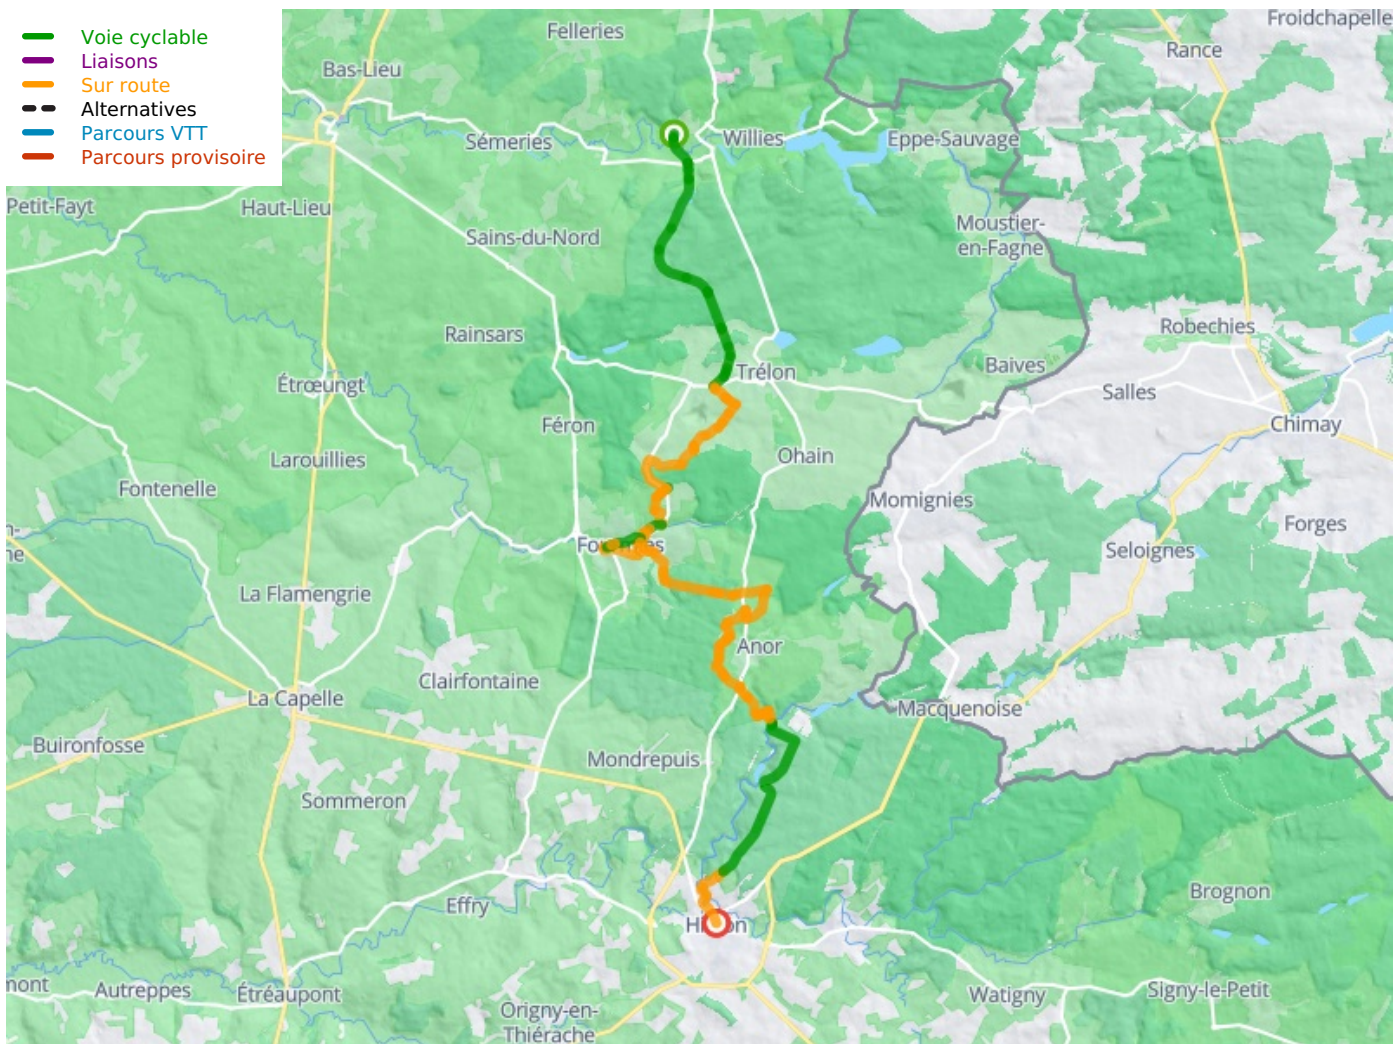 Voie cyclable
Liaisons
Sur route
Alternatives
Parcours VTT
Parcours provisoire
Froidchapelle
Felleries
Rance
Bas-Lieu
Sémeries
Willies
Eppe-Sauvage
Petit-Fayt
Haut-Lieu
Moustier-
en-Fagne
Sains-du-Nord
Robechies
Rainsars
Baives
Trélon
Étrœungt
Salles
Féron
Chimay
Ohain
Larouillies
Fontenelle
Momignies
Forges
Seloignes
La Flamengrie
Anor
Clairfontaine
La Capelle
Macquenoise
Buironfosse
Mondrepuis
Sommeron
Brognon
Effry
mont
Autreppes
Étréaupont
Watigny
Signy-le-Petit
Origny-en-
Thiérache